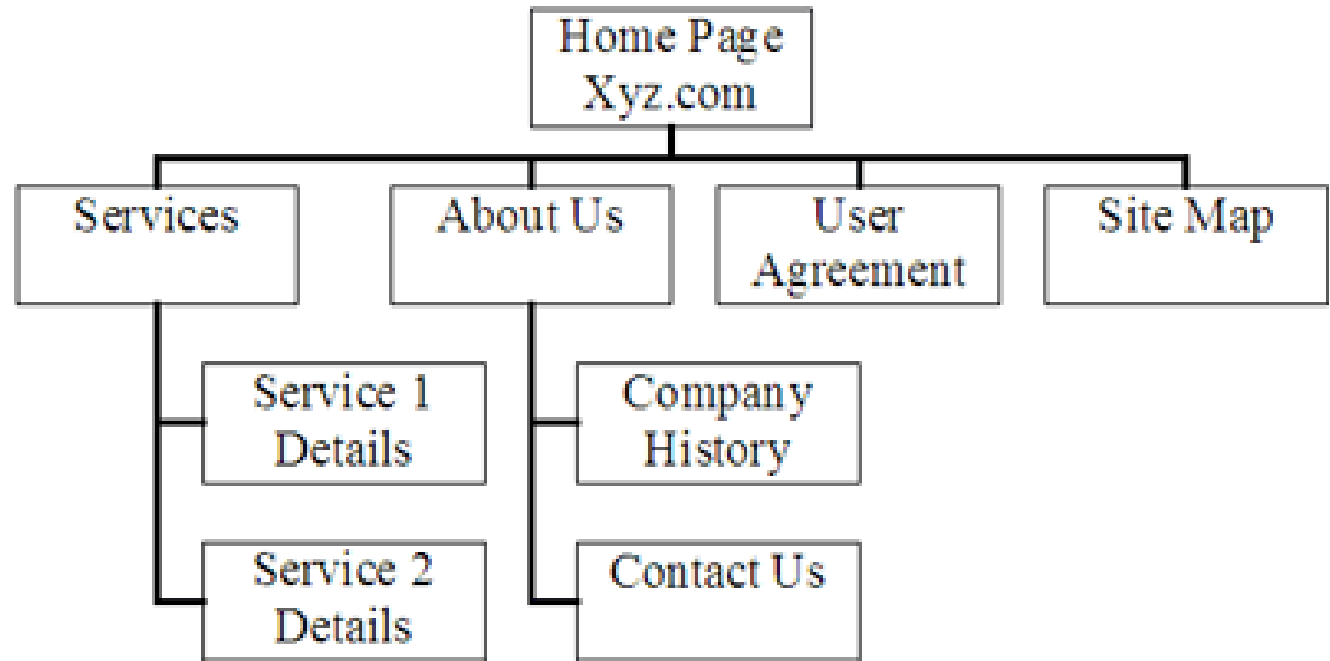 Home Page
Xyz.com
Services
About Us
User
Agreement
Site Map
Service 1
Details
Company
History
Service 2
Details
Contact Us